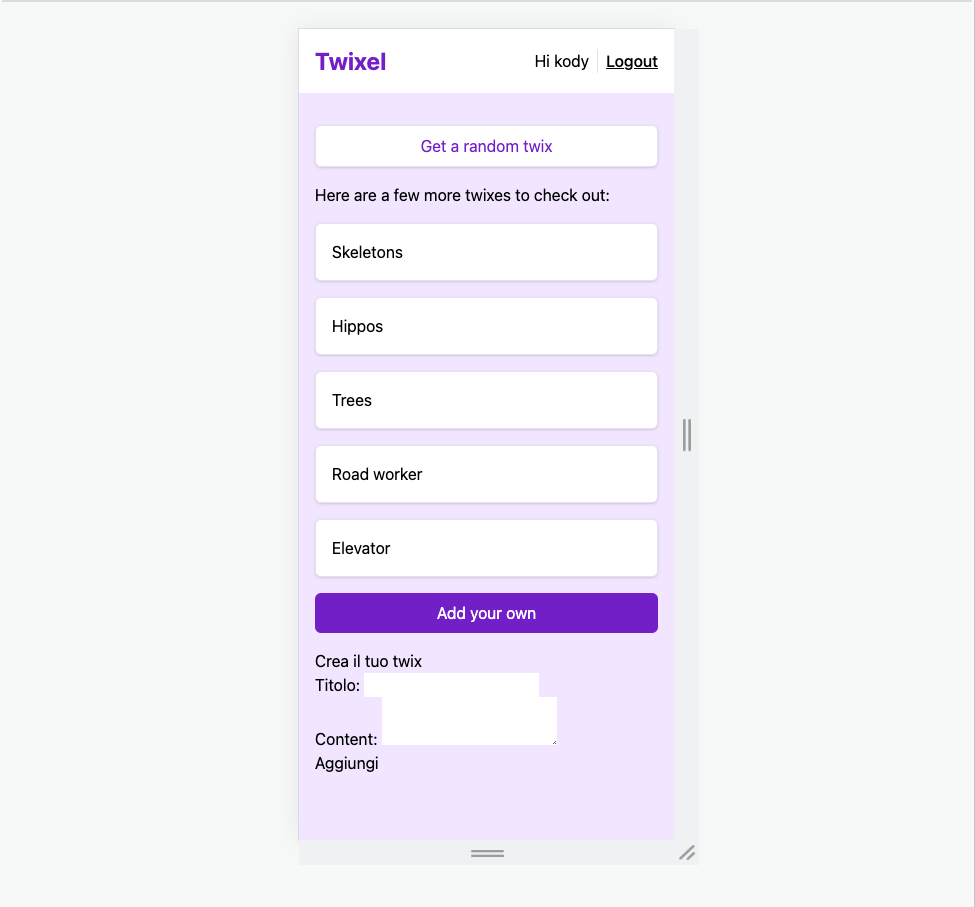 Twixel
Hi kody
Logout
Get a random twix
Here are a few more twixes to check out:
Skeletons
Hippos
Trees
Road worker
Elevator
Add your own
Crea il tuo twix
Titolo:
Content:
Aggiungi